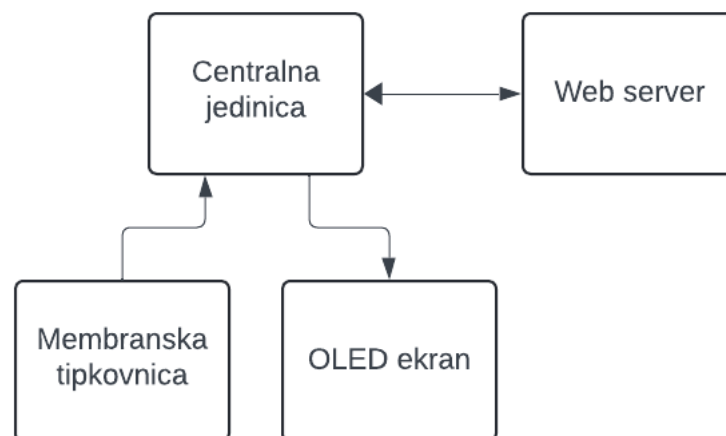 Centralna
jedinica
Web server
Membranska
tipkovnica
OLED ekran